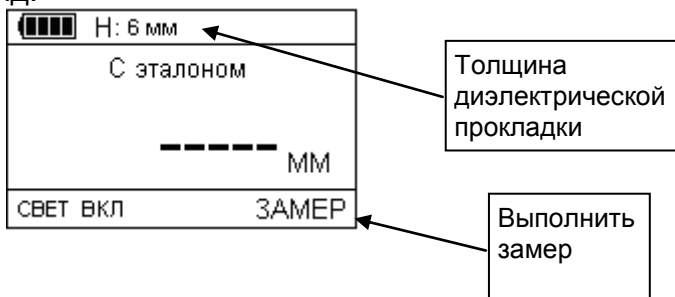 H: 6 мм
С эталоном
----- ММ
СВЕТ ВКЛ ЗАМЕР
Толщина
диэлектрической
прокладки
Выполнить
замер